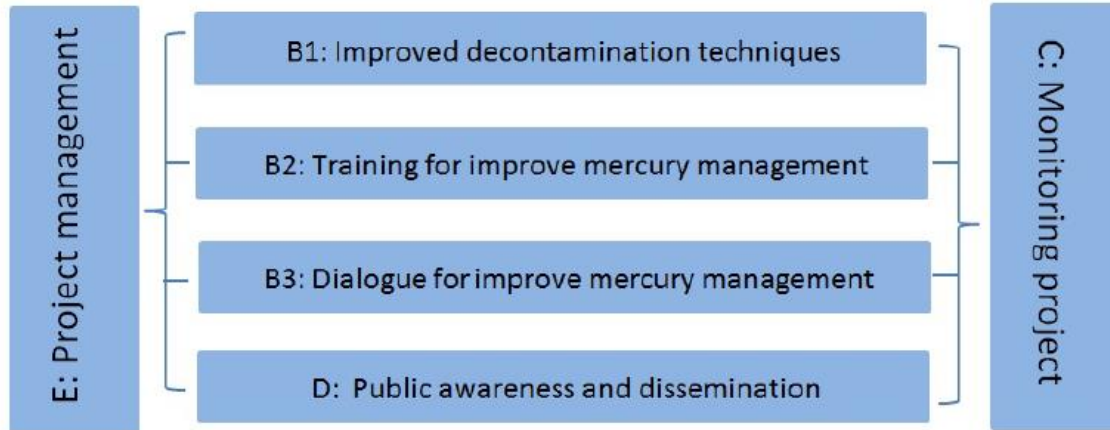 E: Project management
B1: Improved decontamination techniques
B2: Training for improve mercury management
B3: Dialogue for improve mercury management
D: Public awareness and dissemination
C: Monitoring project